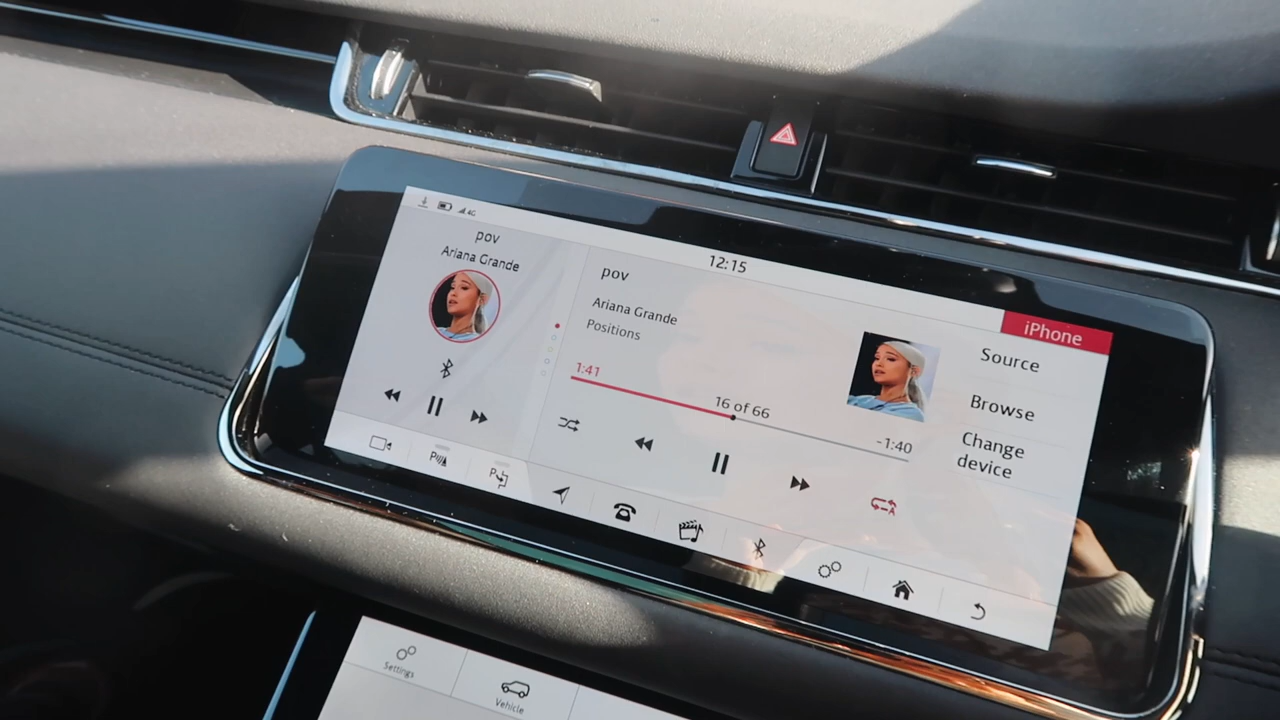 4G
12:15
iPhone
pov
Ariana Grande
pov
Ariana Grande
Positions
1:41
16 of 66
-1:40
Source
Browse
Change
device
P
P
A
Settings
Vehicle